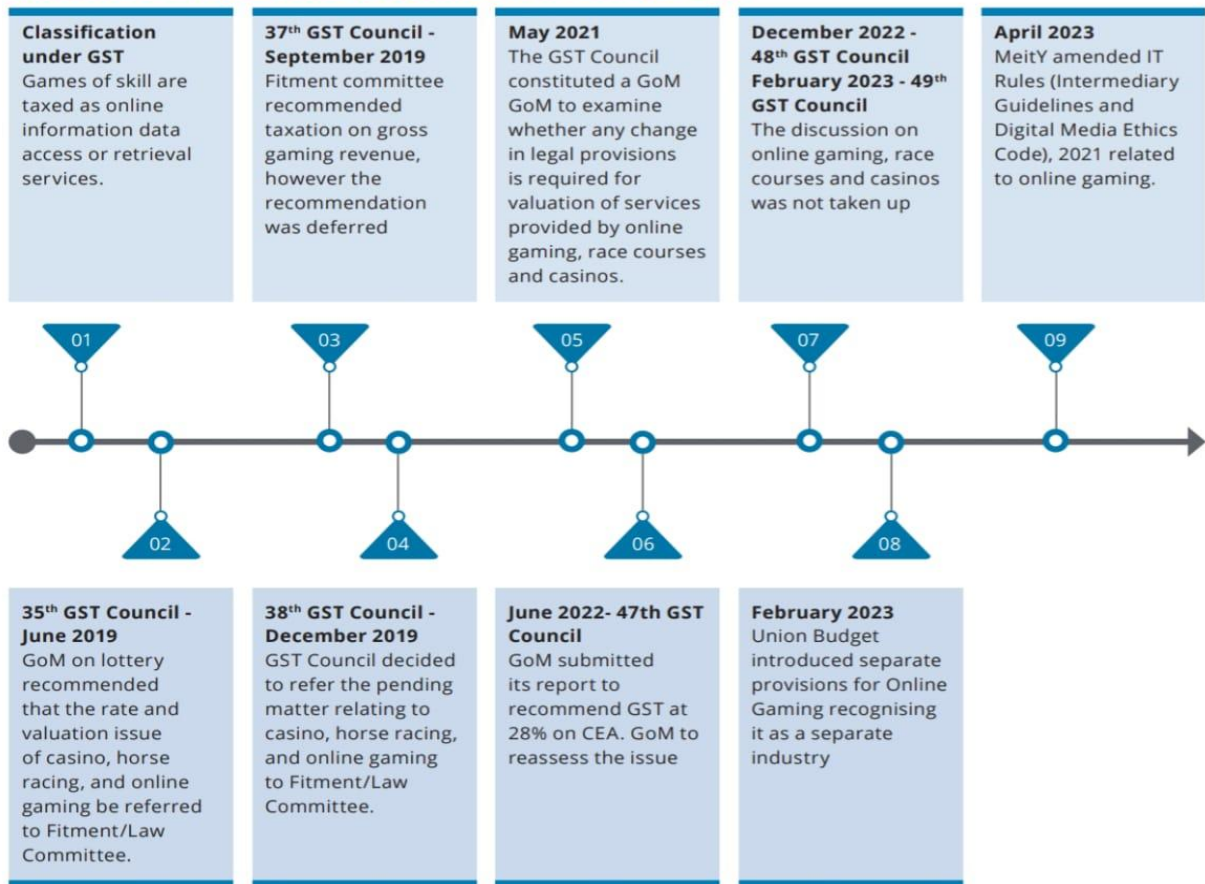 Classification
under GST
Games of skill are
taxed as online
information data
access or retrieval
services.
37th GST Council -
September 2019
Fitment committee
recommended
taxation on gross
gaming revenue,
however the
recommendation
was deferred
May 2021
The GST Council
constituted a GoM
GoM to examine
whether any change
in legal provisions
is required for
valuation of services
provided by online
gaming, race courses
and casinos.
December 2022 -
48th GST Council
February 2023 - 49th
GST Council
The discussion on
online gaming, race
courses and casinos
was not taken up
April 2023
MeitY amended IT
Rules (Intermediary
Guidelines and
Digital Media Ethics
Code), 2021 related
to online gaming.
01
03
05
07
09
02
04
06
08
35th GST Council -
June 2019
GoM on lottery
recommended
that the rate and
valuation issue
of casino, horse
racing, and online
gaming be referred
to Fitment/Law
Committee.
38th GST Council -
December 2019
GST Council decided
to refer the pending
matter relating to
casino, horse racing,
and online gaming
to Fitment/Law
Committee.
June 2022- 47th GST
Council
GoM submitted
its report to
recommend GST at
28% on CEA. GoM to
reassess the issue
February 2023
Union Budget
introduced separate
provisions for Online
Gaming recognising
it as a separate
industry